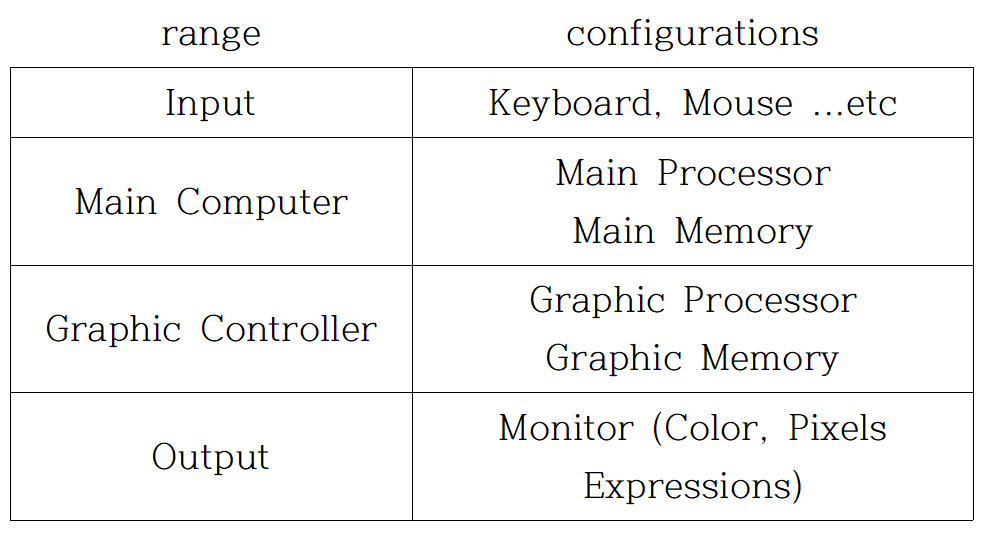 range configurations
Input Keyboard, Mouse ...etc
Main Computer Main Processor
Main Memory
Graphic Controller Graphic Processor
Graphic Memory
Output Monitor (Color, Pixels
Expressions)